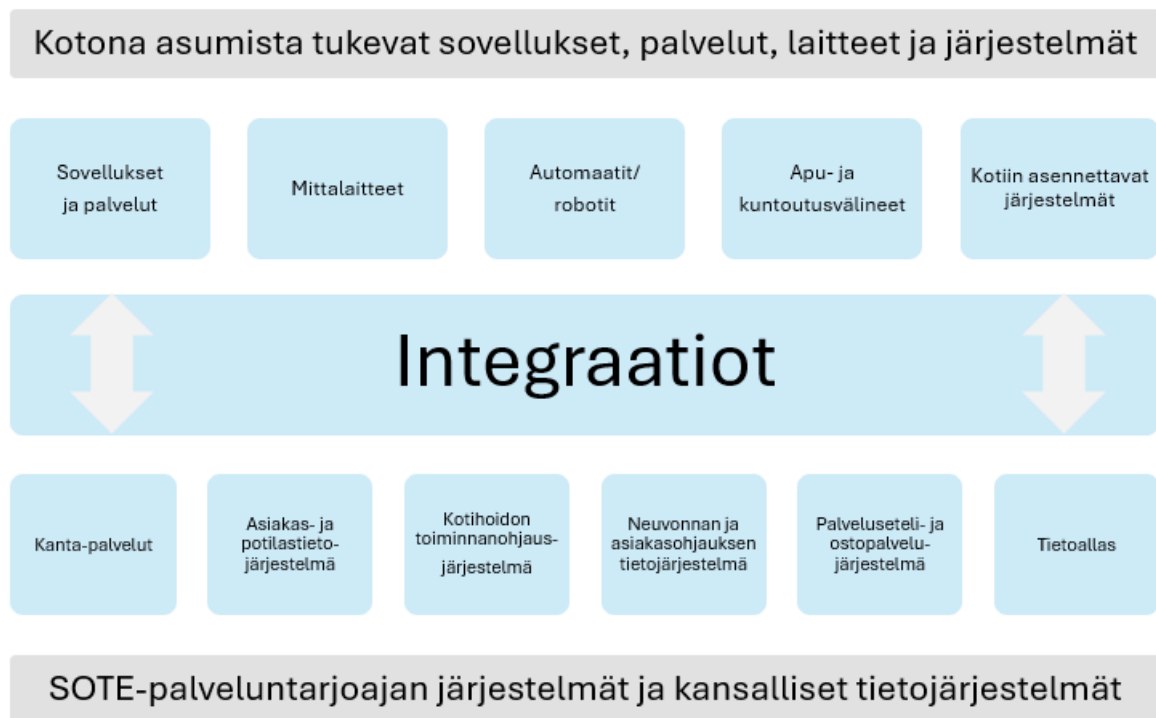 Kotona asumista tukevat sovellukset, palvelut, laitteet ja järjestelmät
Sovellukset
ja palvelut
Mittalaitteet
Automaatit/
robotit
Apu- ja
kuntoutusvälineet
Kotiin asennettavat
järjestelmät
Integraatiot
Kanta-palvelut
Asiakas- ja
potilastieto-
järjestelmä
Kotihoidon
toiminnanohjaus-
järjestelmä
Neuvonnan ja
asiakasohjauksen
tietojärjestelmä
Palveluseteli- ja
ostopalvelu-
järjestelmä
Tietoallas
SOTE-palveluntarjoajan järjestelmät ja kansalliset tietojärjestelmät